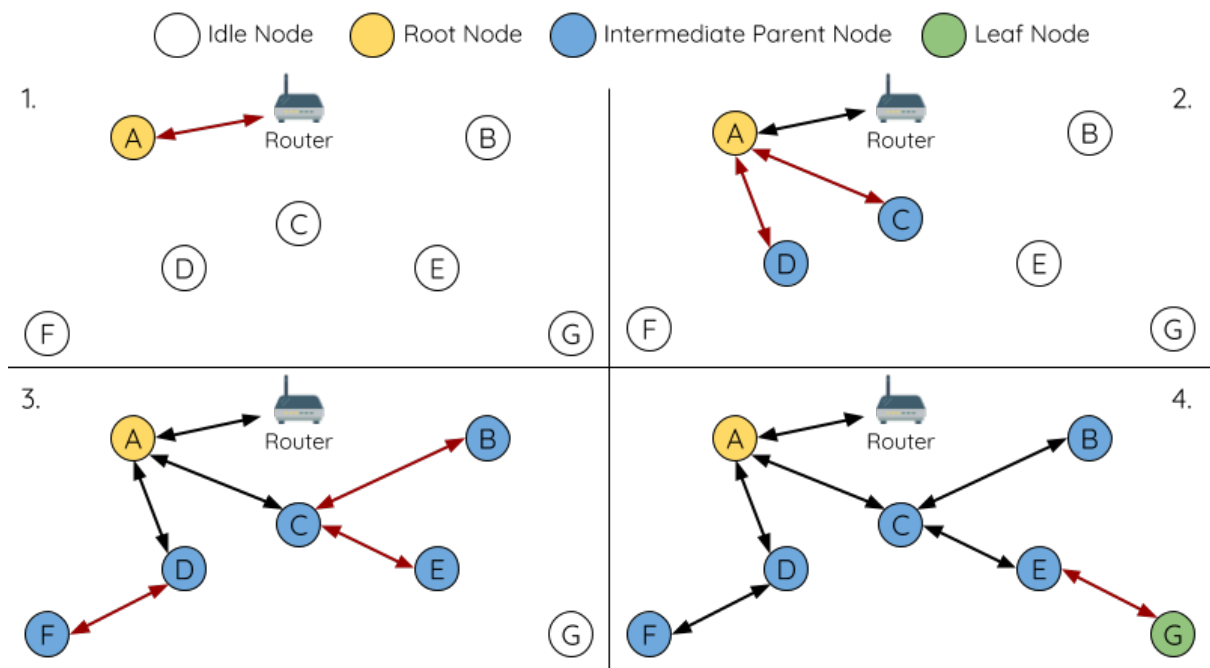 Idle Node Root Node Intermediate Parent Node Leaf Node
1.
A
Router
B
C
D
E
F
G
2.
A
Router
B
C
D
E
F
G
3.
A
Router
B
C
D
E
F
G
4.
A
Router
B
C
D
E
F
G